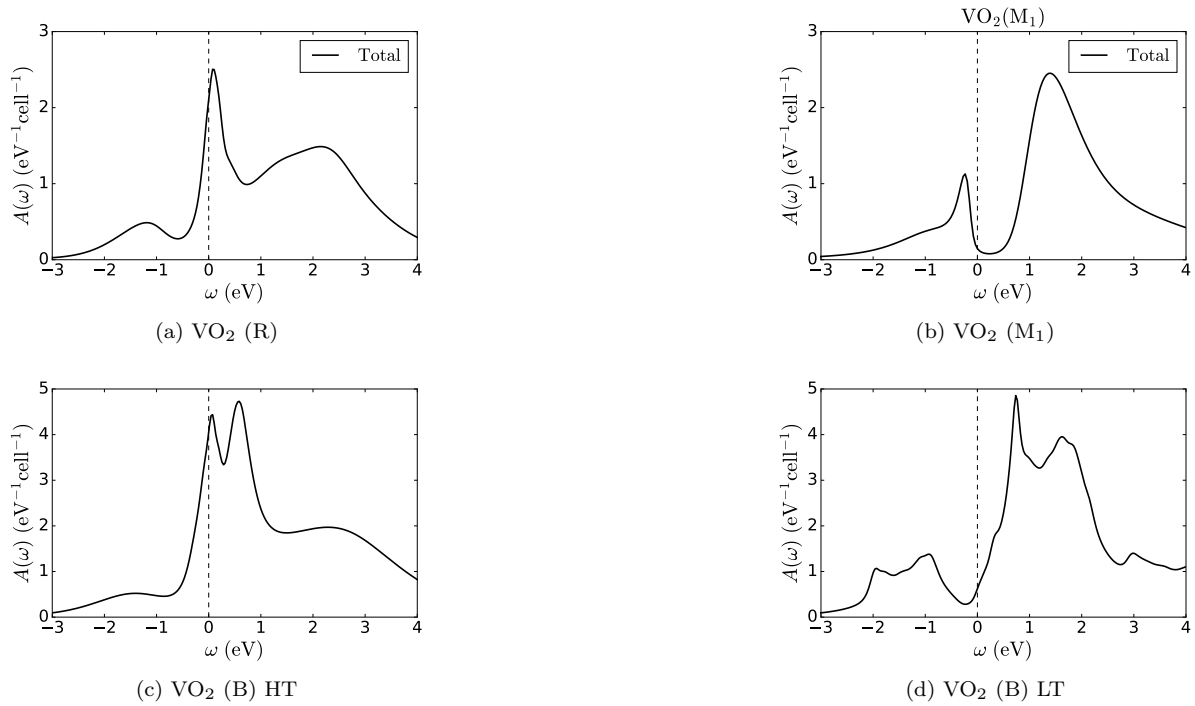 3
2
1
0
−3 −2 −1 0 1 2 3 4
A(ω) (eV⁻¹cell⁻¹)
ω (eV)
Total
(a) VO₂ (R)
VO₂(M₁)
3
2
1
0
−3 −2 −1 0 1 2 3 4
A(ω) (eV⁻¹cell⁻¹)
ω (eV)
Total
(b) VO₂ (M₁)
5
4
3
2
1
0
−3 −2 −1 0 1 2 3 4
A(ω) (eV⁻¹cell⁻¹)
ω (eV)
(c) VO₂ (B) HT
5
4
3
2
1
0
−3 −2 −1 0 1 2 3 4
A(ω) (eV⁻¹cell⁻¹)
ω (eV)
(d) VO₂ (B) LT